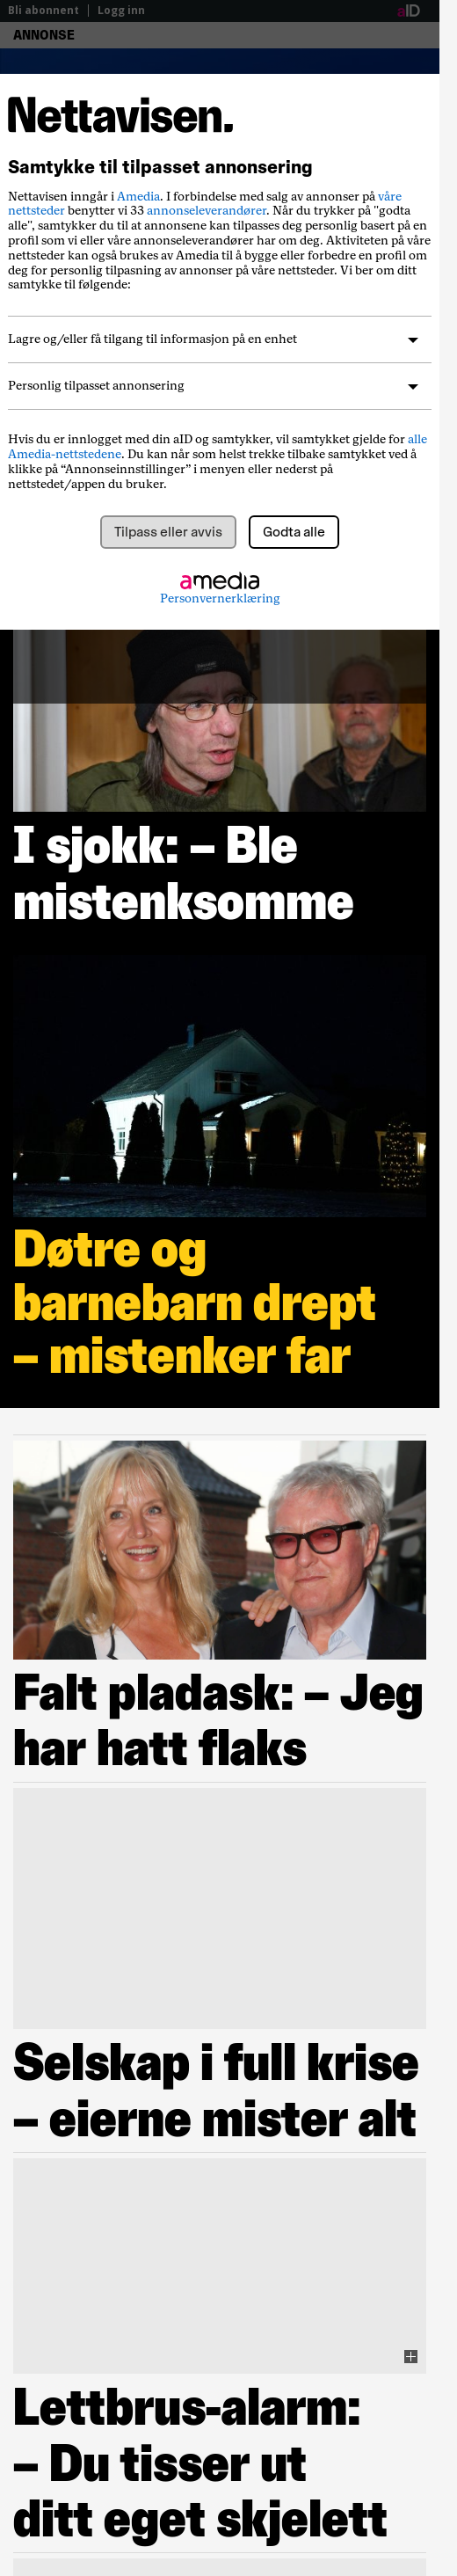 Bli abonnent | Logg inn
aID
ANNONSE
Nettavisen.
Samtykke til tilpasset annonsering
Nettavisen inngår i Amedia. I forbindelse med salg av annonser på våre
nettsteder benytter vi 33 annonseleverandører. Når du trykker på "godta
alle", samtykker du til at annonsene kan tilpasses deg personlig basert på en
profil som vi eller våre annonseleverandører har om deg. Aktiviteten på våre
nettsteder kan også brukes av Amedia til å bygge eller forbedre en profil om
deg for personlig tilpasning av annonser på våre nettsteder. Vi ber om ditt
samtykke til følgende:
Lagre og/eller få tilgang til informasjon på en enhet
Personlig tilpasset annonsering
Hvis du er innlogget med din aID og samtykker, vil samtykket gjelde for alle
Amedia-nettstedene. Du kan når som helst trekke tilbake samtykket ved å
klikke på “Annonseinnstillinger” i menyen eller nederst på
nettstedet/appen du bruker.
Tilpass eller avvis
Godta alle
amedia
Personvernerklæring
I sjokk: – Ble
mistenksomme
Døtre og
barnebarn drept
– mistenker far
Falt pladask: – Jeg
har hatt flaks
Selskap i full krise
– eierne mister alt
Lettbrus-alarm:
– Du tisser ut
ditt eget skjelett